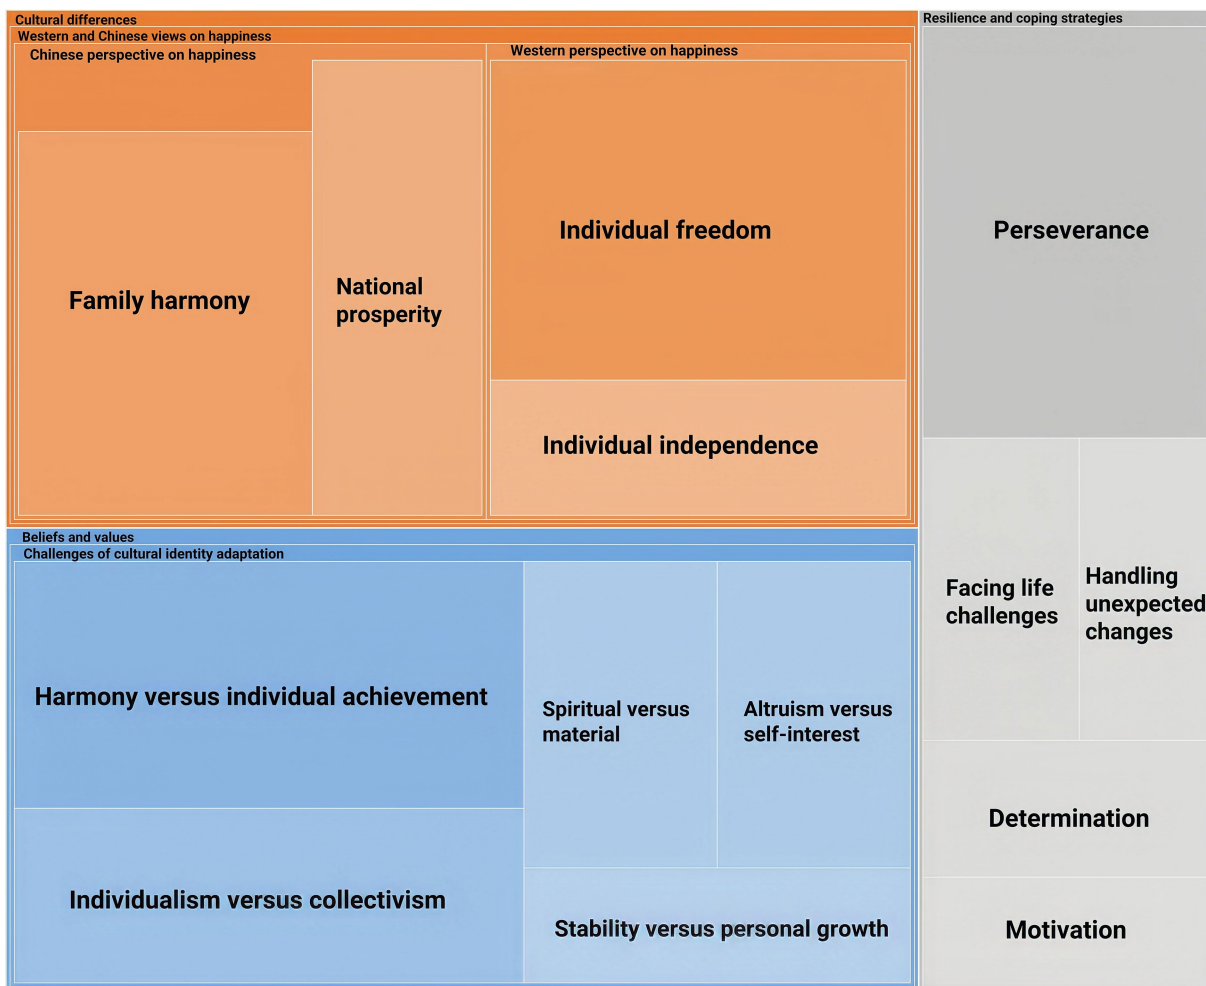 Cultural differences
Western and Chinese views on happiness
Chinese perspective on happiness
Family harmony
National
prosperity
Western perspective on happiness
Individual freedom
Individual independence
Beliefs and values
Challenges of cultural identity adaptation
Harmony versus individual achievement
Individualism versus collectivism
Spiritual versus
material
Altruism versus
self-interest
Stability versus personal growth
Resilience and coping strategies
Perseverance
Facing life
challenges
Handling
unexpected
changes
Determination
Motivation